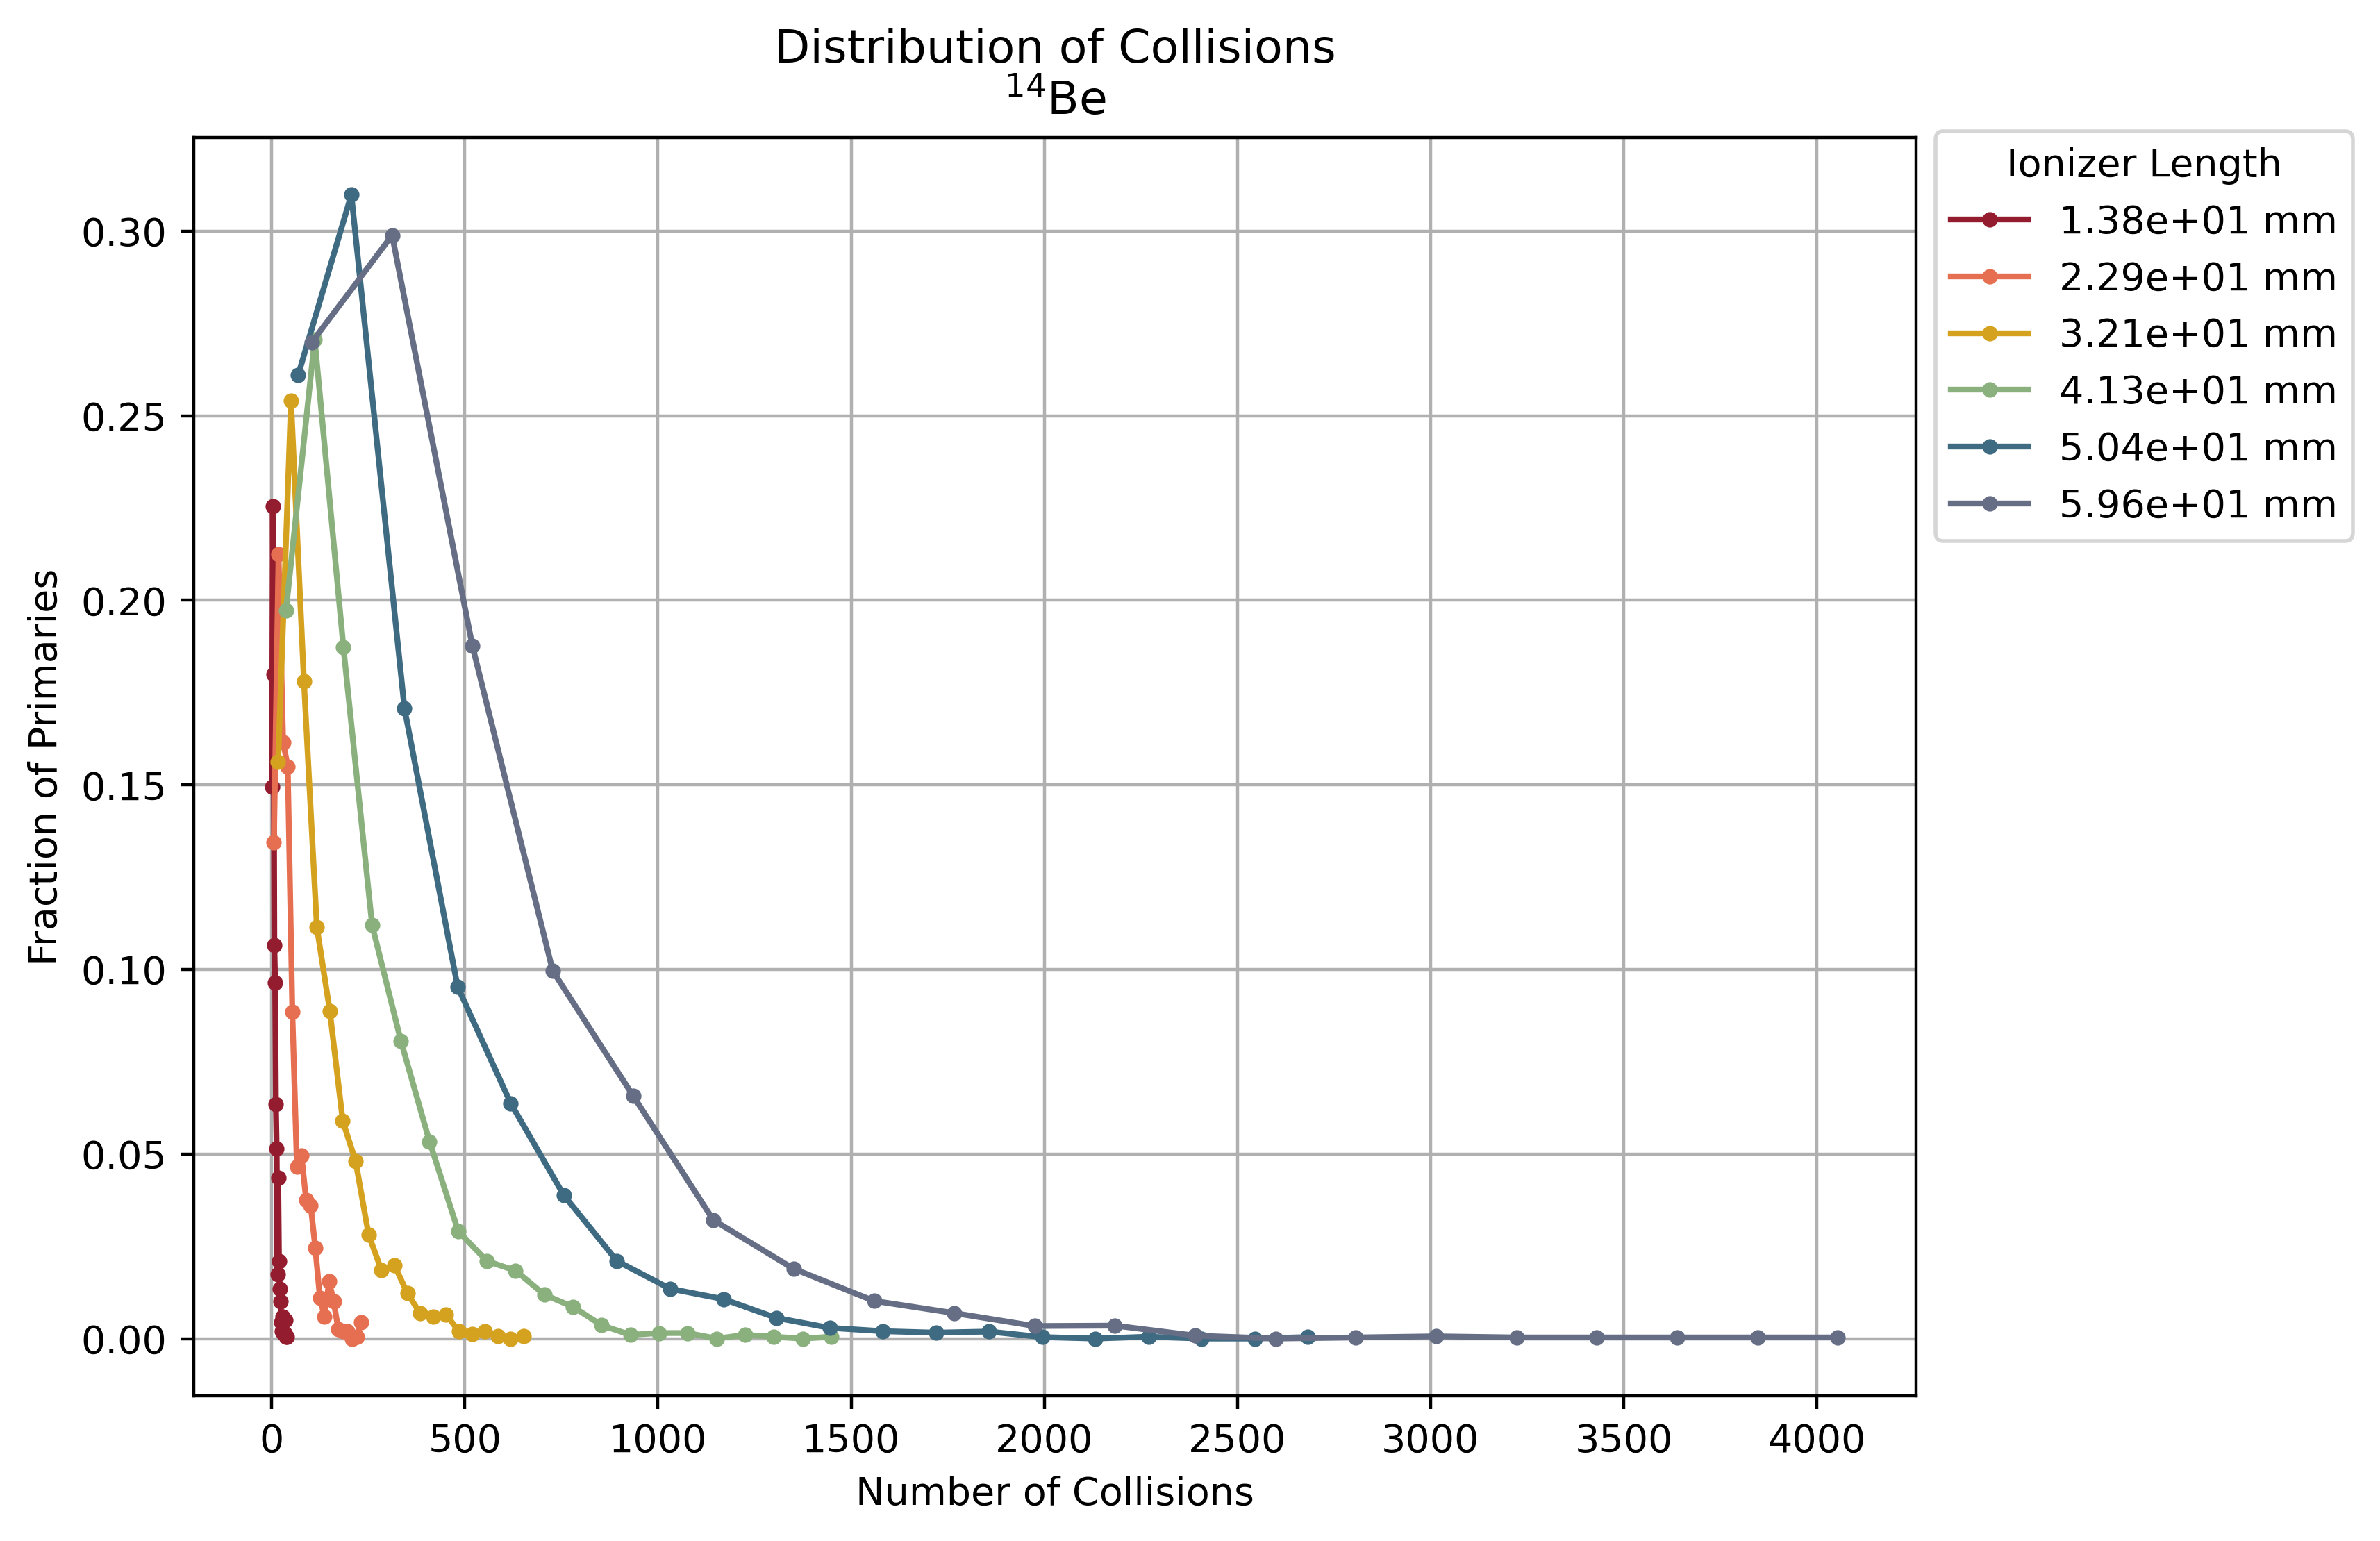 Distribution of Collisions
¹⁴Be
Ionizer Length
1.38e+01 mm
2.29e+01 mm
3.21e+01 mm
4.13e+01 mm
5.04e+01 mm
5.96e+01 mm
Fraction of Primaries
0.30
0.25
0.20
0.15
0.10
0.05
0.00
0 500 1000 1500 2000 2500 3000 3500 4000
Number of Collisions